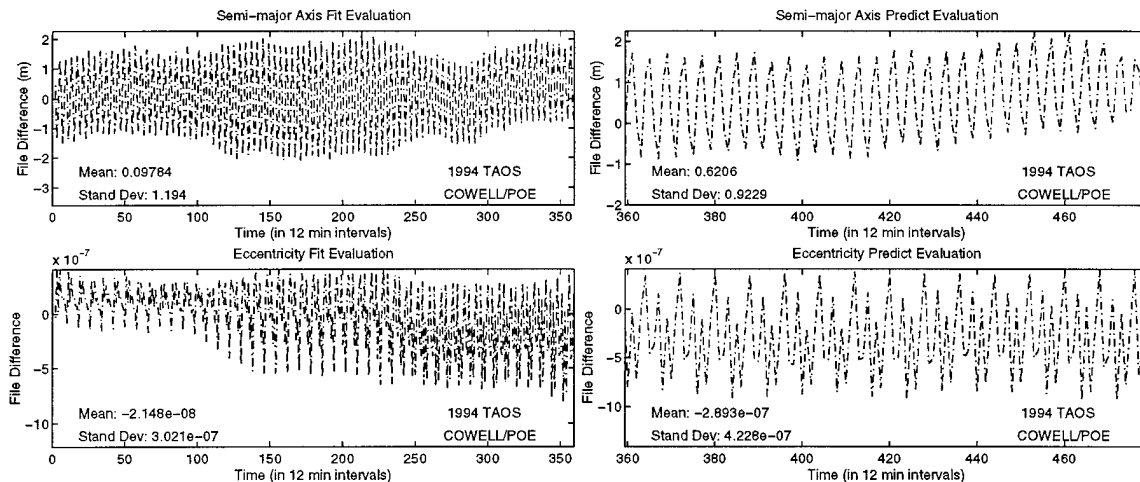 Semi-major Axis Fit Evaluation
2
1
0
−1
−2
−3
File Difference (m)
Mean: 0.09784
Stand Dev: 1.194
1994 TAOS
COWELL/POE
0 50 100 150 200 250 300 350
Time (in 12 min intervals)
Semi-major Axis Predict Evaluation
2
1
0
−1
−2
File Difference (m)
Mean: 0.6206
Stand Dev: 0.9229
1994 TAOS
COWELL/POE
360 380 400 420 440 460
Time (in 12 min intervals)
x 10⁻⁷
Eccentricity Fit Evaluation
0
−5
−10
File Difference
Mean: −2.148e−08
Stand Dev: 3.021e−07
1994 TAOS
COWELL/POE
0 50 100 150 200 250 300 350
Time (in 12 min intervals)
x 10⁻⁷
Eccentricity Predict Evaluation
0
−5
−10
File Difference
Mean: −2.893e−07
Stand Dev: 4.228e−07
1994 TAOS
COWELL/POE
360 380 400 420 440 460
Time (in 12 min intervals)